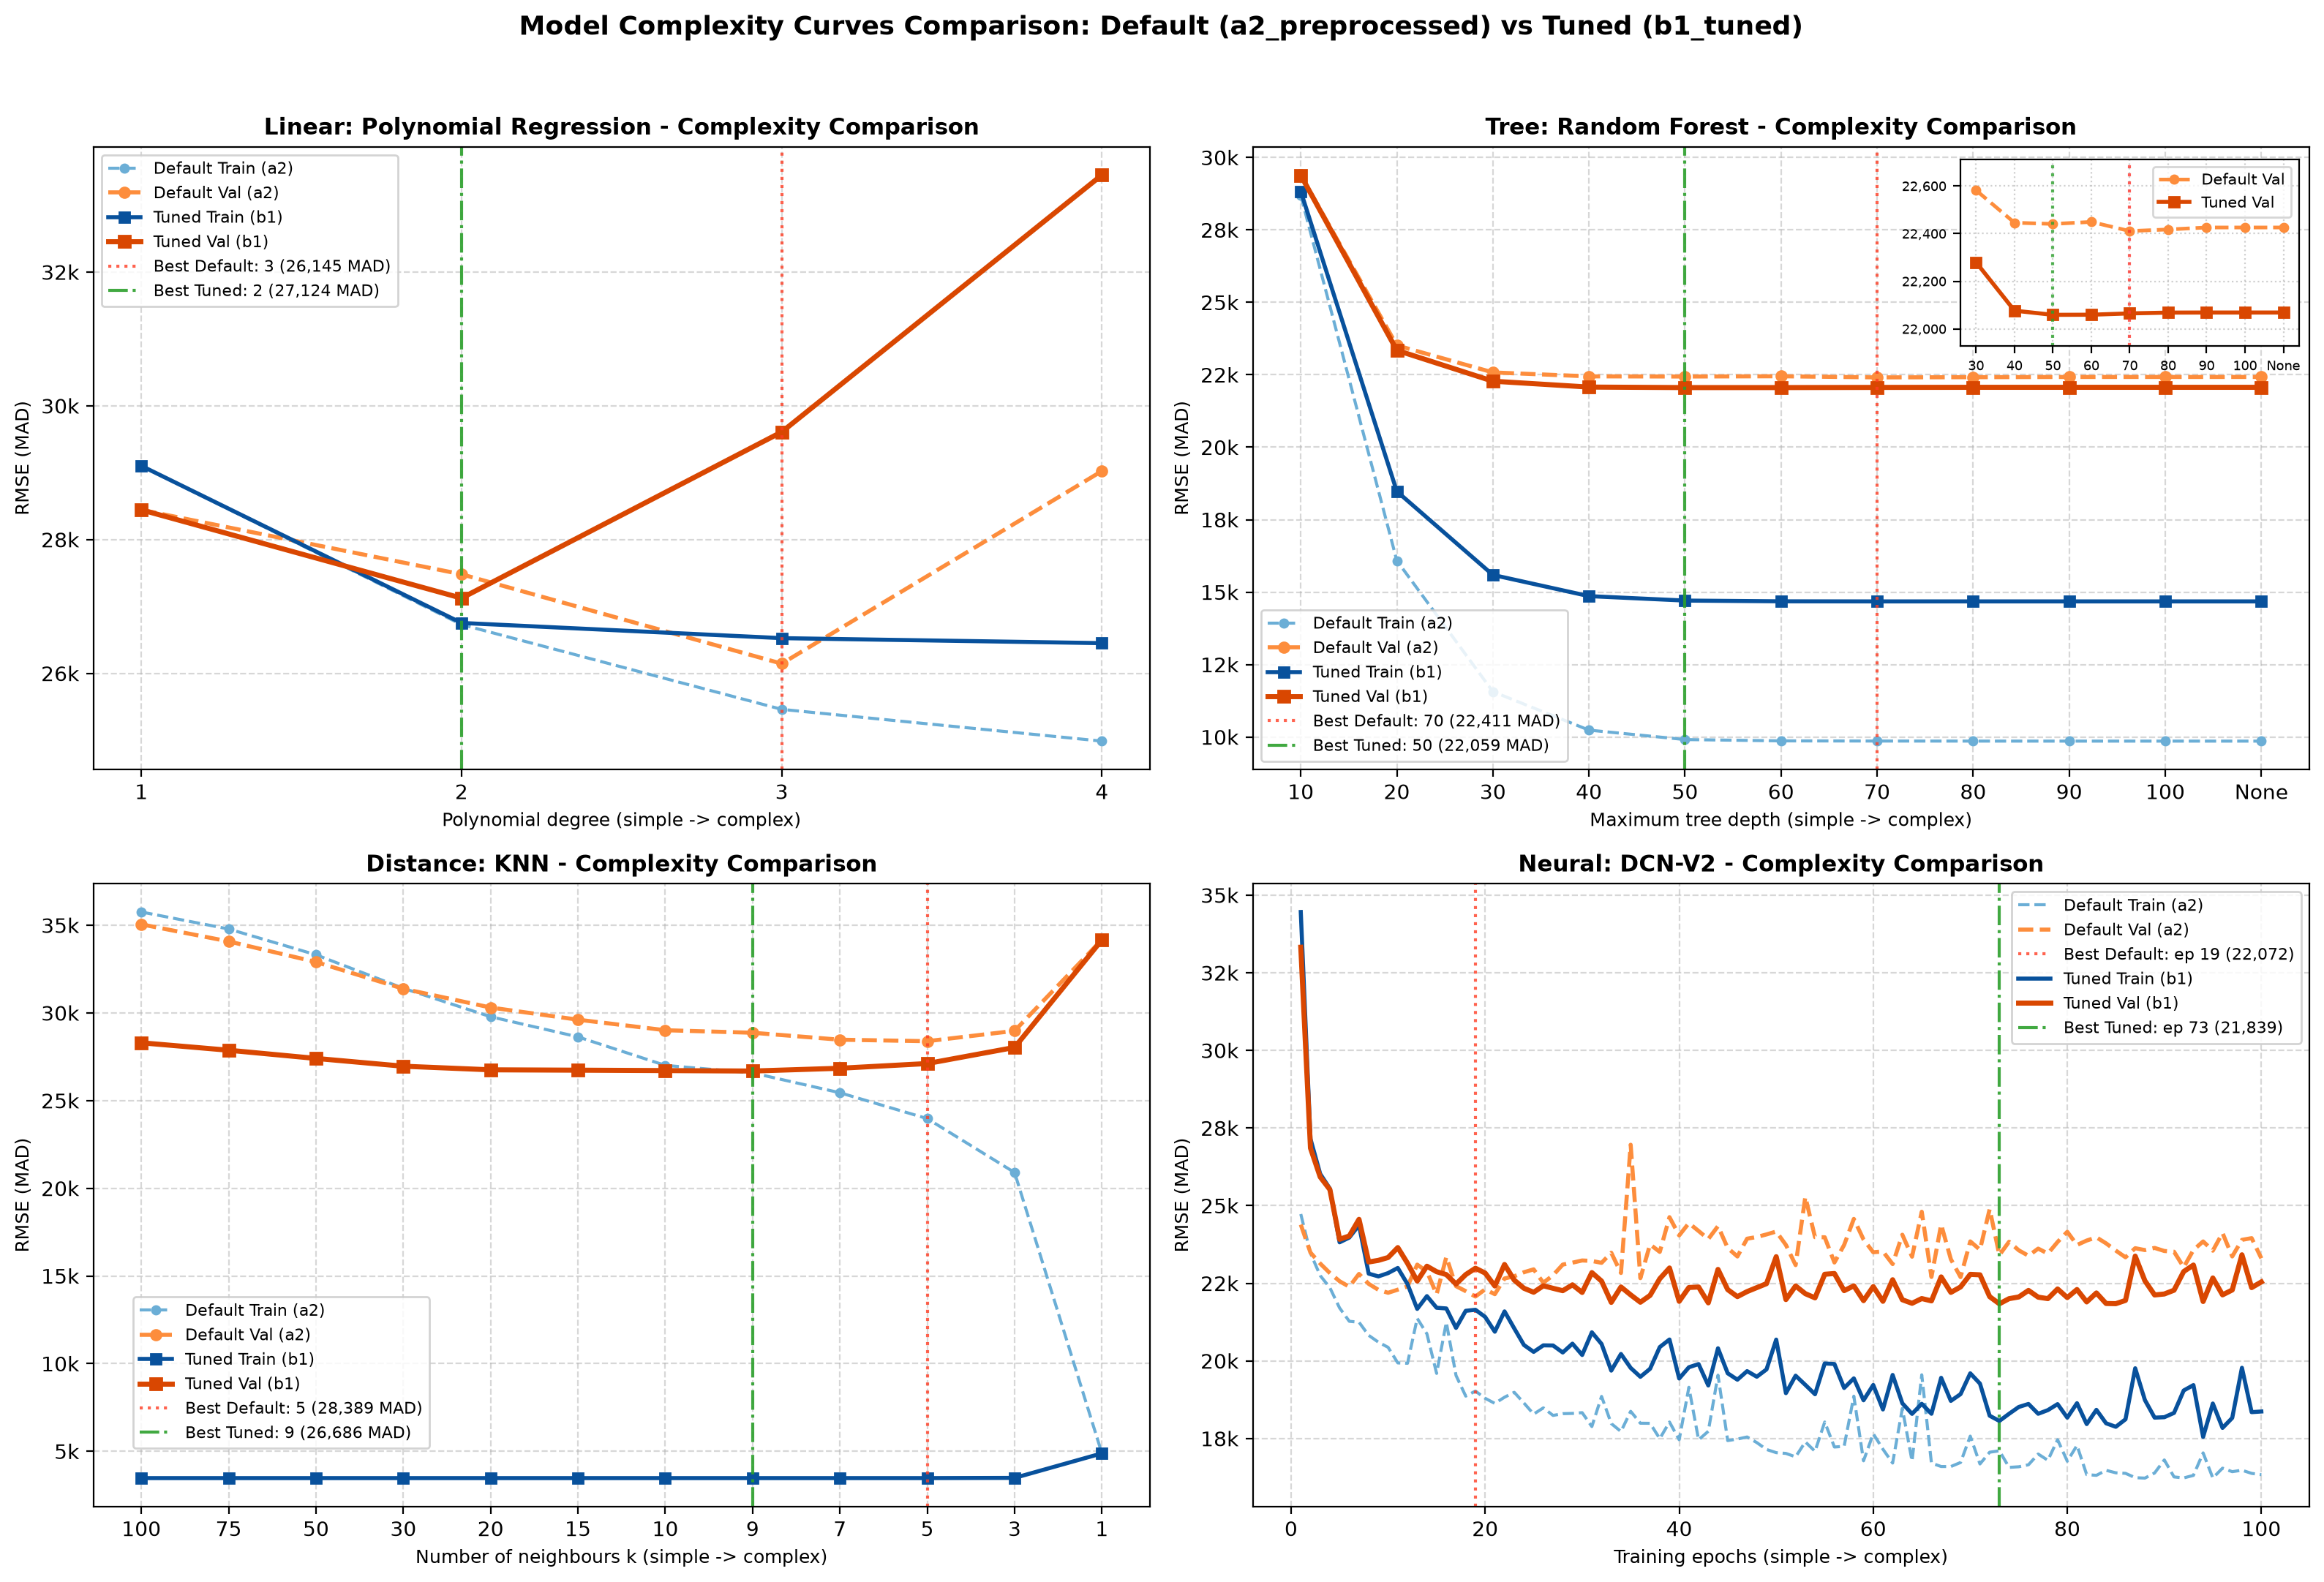 Model Complexity Curves Comparison: Default (a2_preprocessed) vs Tuned (b1_tuned)
Linear: Polynomial Regression - Complexity Comparison
Default Train (a2)
Default Val (a2)
Tuned Train (b1)
Tuned Val (b1)
Best Default: 3 (26,145 MAD)
Best Tuned: 2 (27,124 MAD)
32k
30k
28k
26k
RMSE (MAD)
1 2 3 4
Polynomial degree (simple -> complex)
Tree: Random Forest - Complexity Comparison
30k
28k
25k
22k
20k
18k
15k
12k
10k
RMSE (MAD)
Default Val
Tuned Val
22,600
22,400
22,200
22,000
30 40 50 60 70 80 90 100 None
Default Train (a2)
Default Val (a2)
Tuned Train (b1)
Tuned Val (b1)
Best Default: 70 (22,411 MAD)
Best Tuned: 50 (22,059 MAD)
10 20 30 40 50 60 70 80 90 100 None
Maximum tree depth (simple -> complex)
Distance: KNN - Complexity Comparison
35k
30k
25k
20k
15k
10k
5k
RMSE (MAD)
Default Train (a2)
Default Val (a2)
Tuned Train (b1)
Tuned Val (b1)
Best Default: 5 (28,389 MAD)
Best Tuned: 9 (26,686 MAD)
100 75 50 30 20 15 10 9 7 5 3 1
Number of neighbours k (simple -> complex)
Neural: DCN-V2 - Complexity Comparison
35k
32k
30k
28k
25k
22k
20k
18k
RMSE (MAD)
Default Train (a2)
Default Val (a2)
Best Default: ep 19 (22,072)
Tuned Train (b1)
Tuned Val (b1)
Best Tuned: ep 73 (21,839)
0 20 40 60 80 100
Training epochs (simple -> complex)